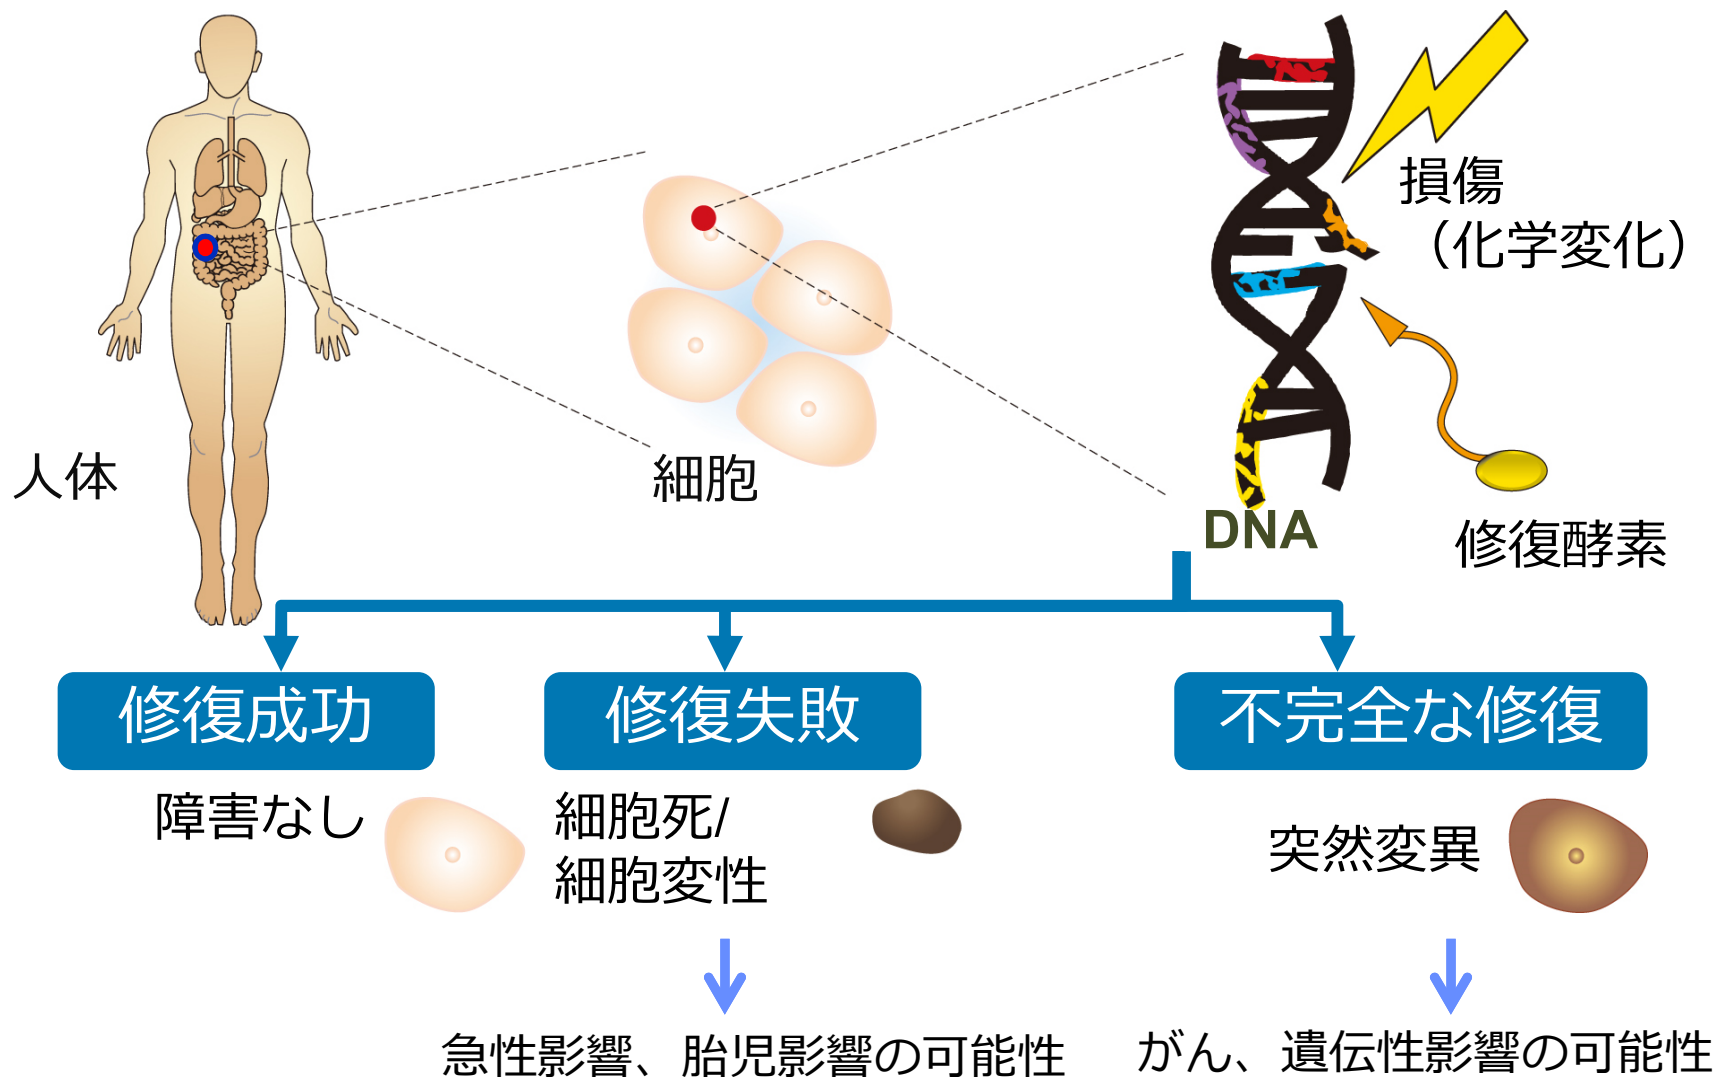 人体
細胞
DNA
損傷
（化学変化）
修復酵素
修復成功
修復失敗
不完全な修復
障害なし
細胞死/
細胞変性
突然変異
急性影響、胎児影響の可能性
がん、遺伝性影響の可能性